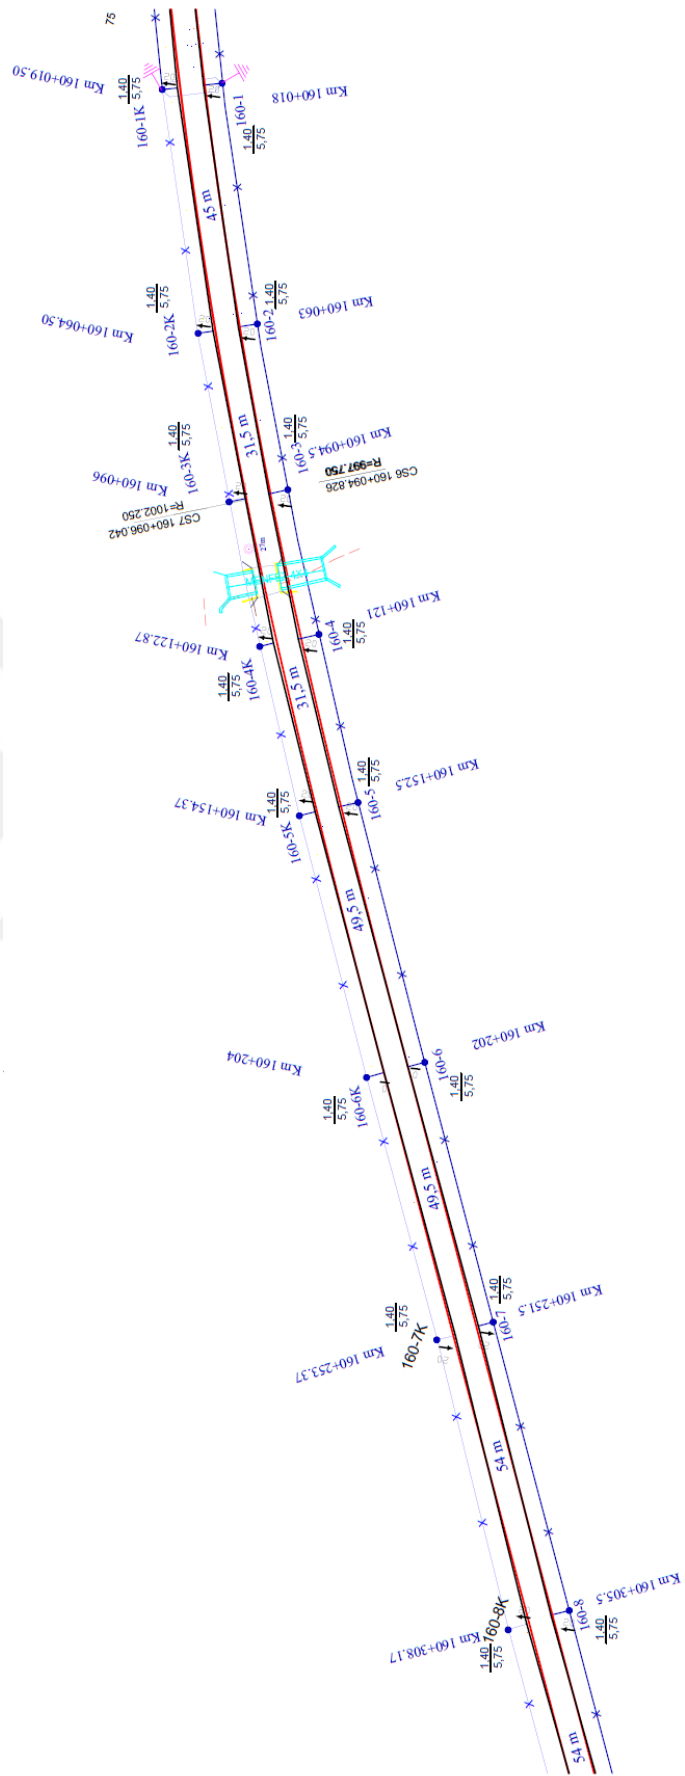 75
Km 160+019.50
1.40
5,75
160-1K
160-1
Km 160+018
1.40
5,75
45 m
1.40
5,75
Km 160+064.50
160-2K
1.40
5,75
160-2
Km 160+063
31,5 m
1.40
5,75
160-3K
Km 160+096
CS7 160+096.042
R=1002.250
1.40
5,75
160-3
Km 160+094.5
R=997.750
CS6 160+094.826
27m
Km 160+122.87
160-4K
1.40
5,75
160-4
Km 160+121
1.40
5,75
31,5 m
Km 160+154.37
1.40
5,75
160-5K
1.40
5,75
160-5
Km 160+152.5
49,5 m
Km 160+204
160-6K
1.40
5,75
160-6
Km 160+202
1.40
5,75
49,5 m
1.40
5,75
160-7K
Km 160+253.37
1.40
5,75
160-7
Km 160+251.5
54 m
160-8K
Km 160+308.17
1.40
5,75
160-8
Km 160+305.5
1.40
5,75
54 m